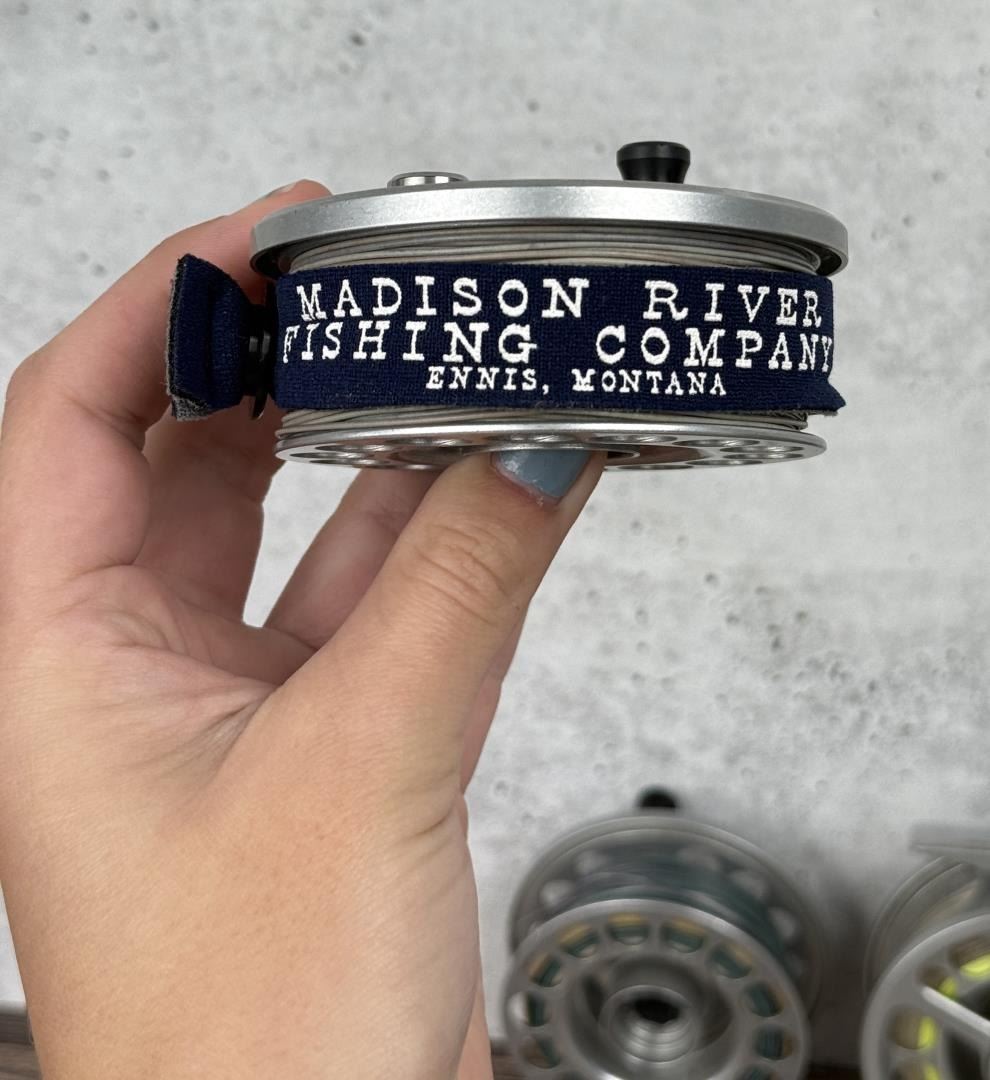 MADISON RIVER
FISHING COMPANY
ENNIS, MONTANA